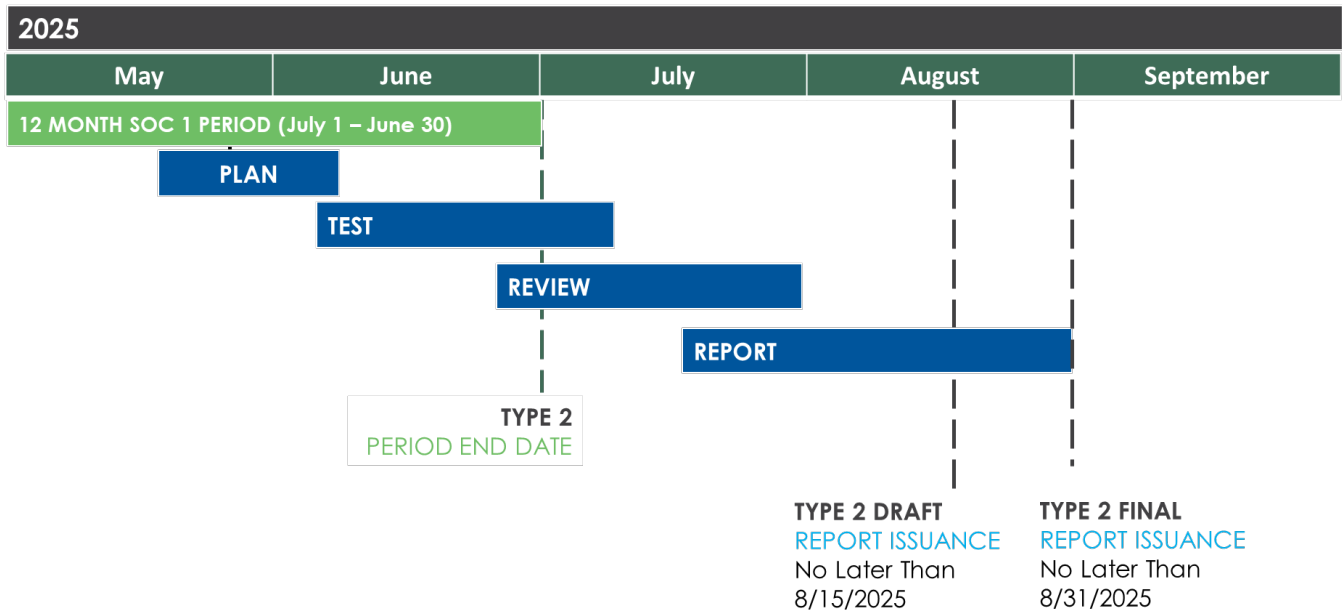 2025
May June July August September
12 MONTH SOC 1 PERIOD (July 1 – June 30)
PLAN
TEST
REVIEW
REPORT
TYPE 2
PERIOD END DATE
TYPE 2 DRAFT
REPORT ISSUANCE
No Later Than
8/15/2025
TYPE 2 FINAL
REPORT ISSUANCE
No Later Than
8/31/2025